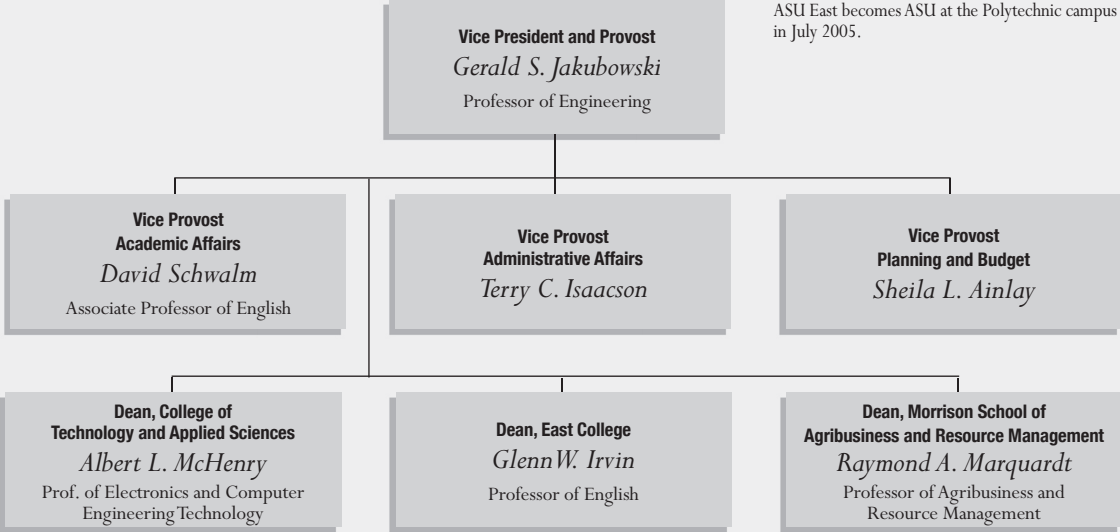 ASU East becomes ASU at the Polytechnic campus
in July 2005.
Vice President and Provost
Gerald S. Jakubowski
Professor of Engineering
Vice Provost
Academic Affairs
David Schwalm
Associate Professor of English
Vice Provost
Administrative Affairs
Terry C. Isaacson
Vice Provost
Planning and Budget
Sheila L. Ainlay
Dean, College of
Technology and Applied Sciences
Albert L. McHenry
Prof. of Electronics and Computer
Engineering Technology
Dean, East College
Glenn W. Irvin
Professor of English
Dean, Morrison School of
Agribusiness and Resource Management
Raymond A. Marquardt
Professor of Agribusiness and
Resource Management